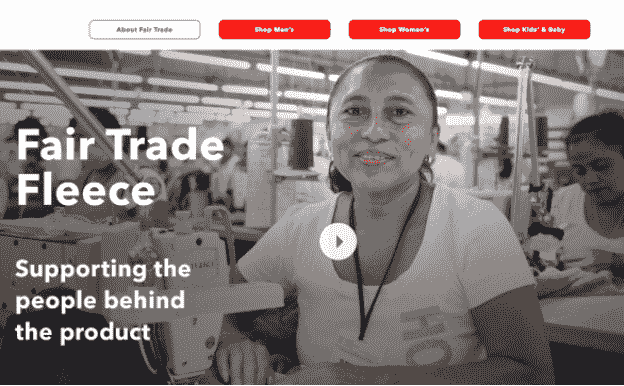 About Fair Trade
Shop Men's
Shop Women's
Shop Kids' & Baby
Fair Trade
Fleece
Supporting the
people behind
the product
HO